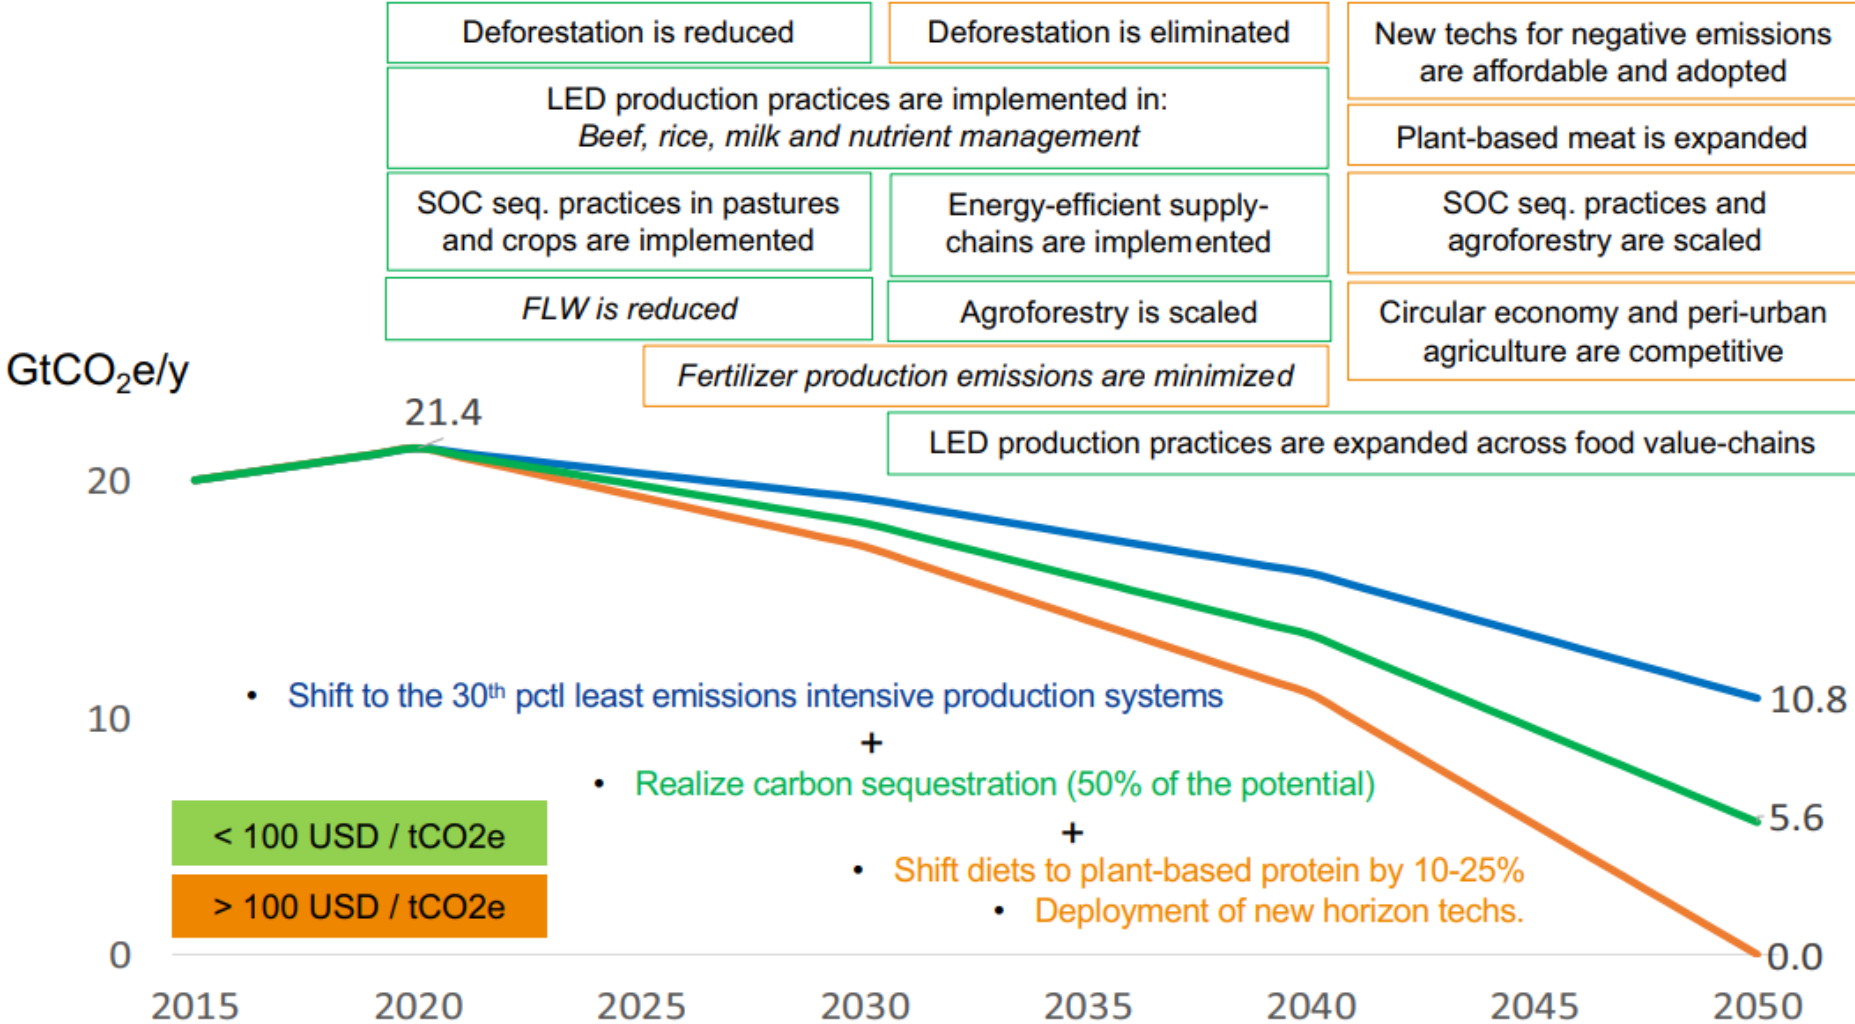 Deforestation is reduced
Deforestation is eliminated
New techs for negative emissions
are affordable and adopted
LED production practices are implemented in:
Beef, rice, milk and nutrient management
Plant-based meat is expanded
SOC seq. practices in pastures
and crops are implemented
Energy-efficient supply-
chains are implemented
SOC seq. practices and
agroforestry are scaled
FLW is reduced
Agroforestry is scaled
Circular economy and peri-urban
agriculture are competitive
Fertilizer production emissions are minimized
LED production practices are expanded across food value-chains
GtCO₂e/y
21.4
20
10
0
• Shift to the 30th pctl least emissions intensive production systems
+
• Realize carbon sequestration (50% of the potential)
+
• Shift diets to plant-based protein by 10-25%
• Deployment of new horizon techs.
10.8
5.6
0.0
< 100 USD / tCO2e
> 100 USD / tCO2e
2015 2020 2025 2030 2035 2040 2045 2050